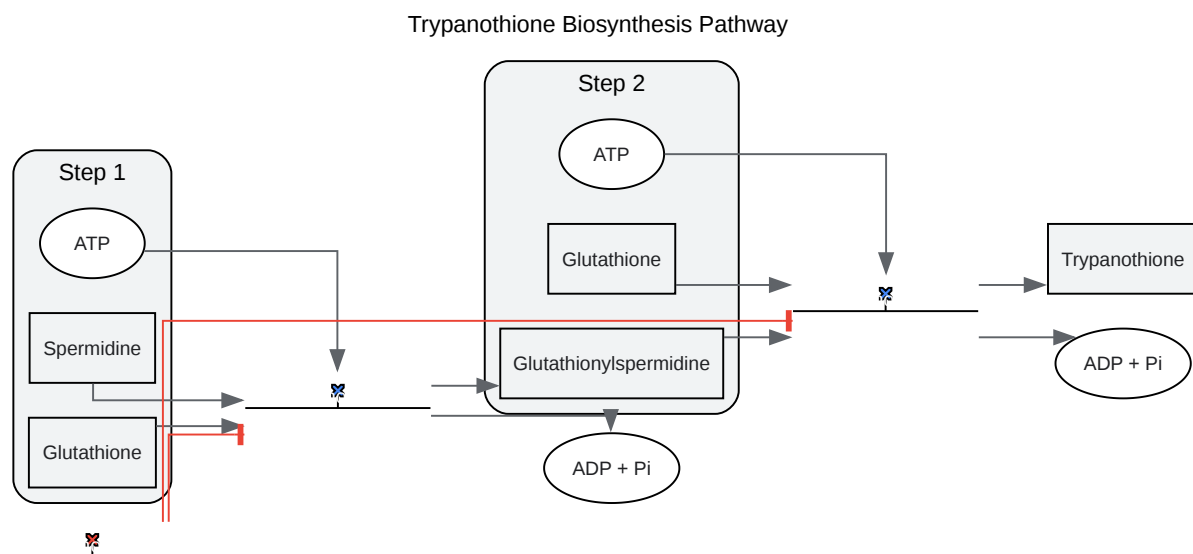 Trypanothione Biosynthesis Pathway
Step 1
ATP
Spermidine
Glutathione
Step 2
ATP
Glutathione
Glutathionylspermidine
ADP + Pi
Trypanothione
ADP + Pi